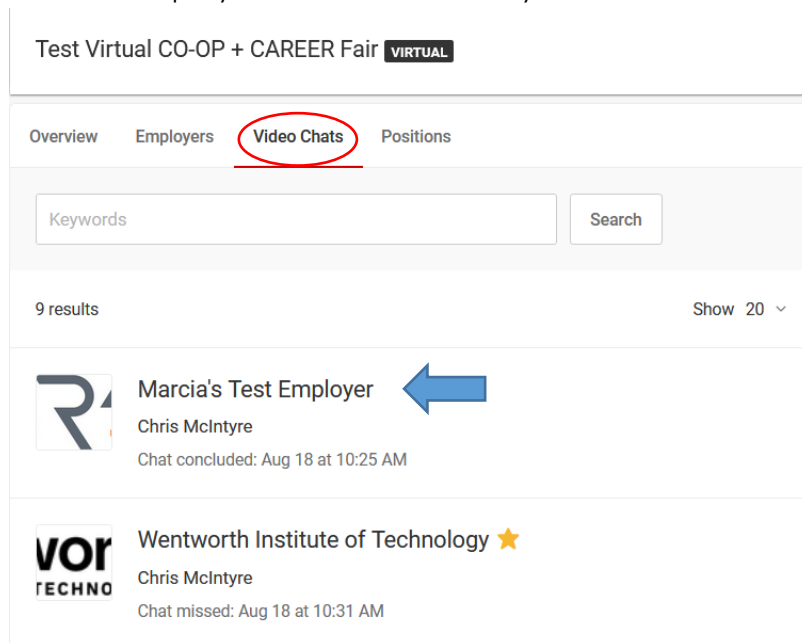 Test Virtual CO-OP + CAREER Fair VIRTUAL
Overview Employers Video Chats Positions
Keywords Search
9 results Show 20
Marcia's Test Employer
Chris McIntyre
Chat concluded: Aug 18 at 10:25 AM
Wentworth Institute of Technology
Chris McIntyre
Chat missed: Aug 18 at 10:31 AM